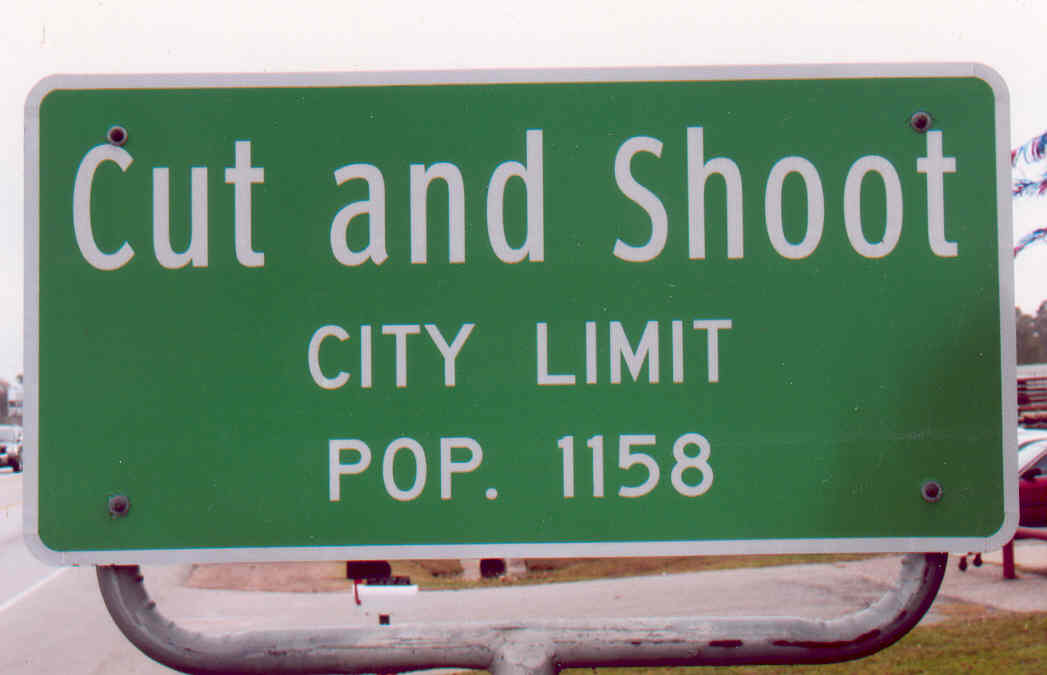 Cut and Shoot
CITY LIMIT
POP. 1158